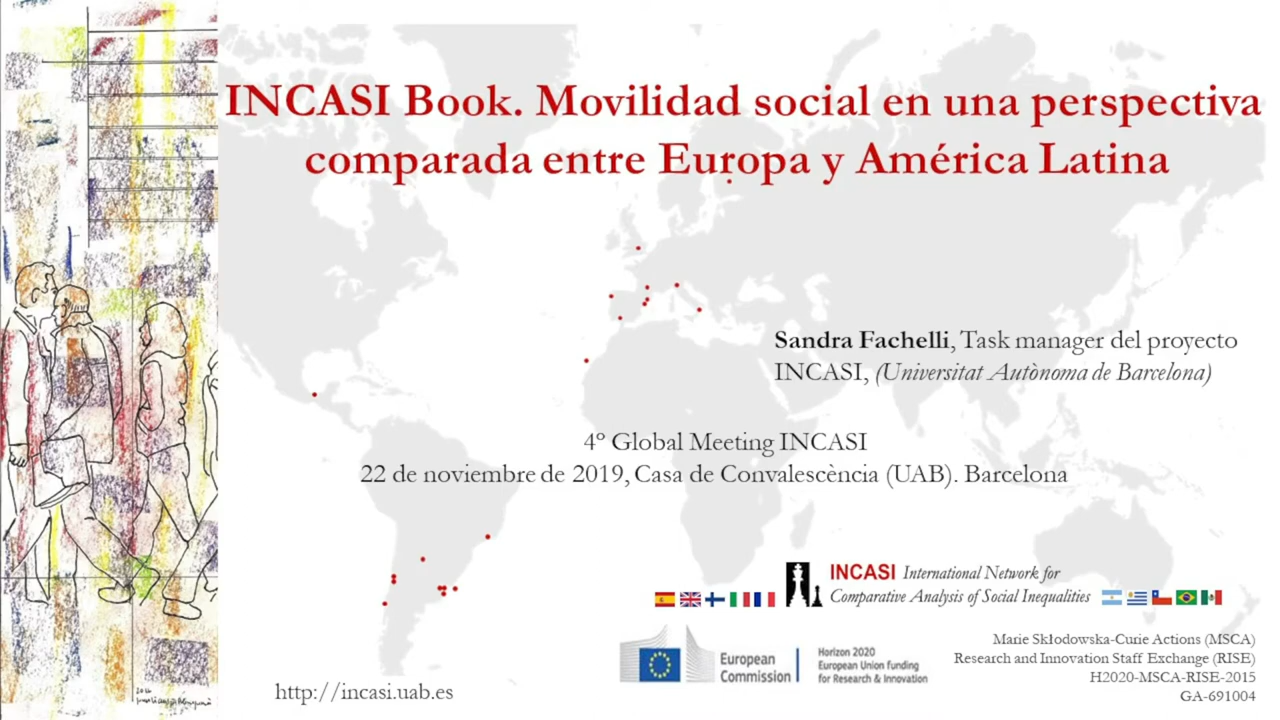 INCASI Book. Movilidad social en una perspectiva
comparada entre Europa y América Latina
Sandra Fachelli, Task manager del proyecto
INCASI, (Universitat Autònoma de Barcelona)
4º Global Meeting INCASI
22 de noviembre de 2019, Casa de Convalescència (UAB). Barcelona
INCASI International Network for
Comparative Analysis of Social Inequalities
European
Commission
Horizon 2020
European Union funding
for Research & Innovation
Marie Skłodowska-Curie Actions (MSCA)
Research and Innovation Staff Exchange (RISE)
H2020-MSCA-RISE-2015
GA-691004
http://incasi.uab.es